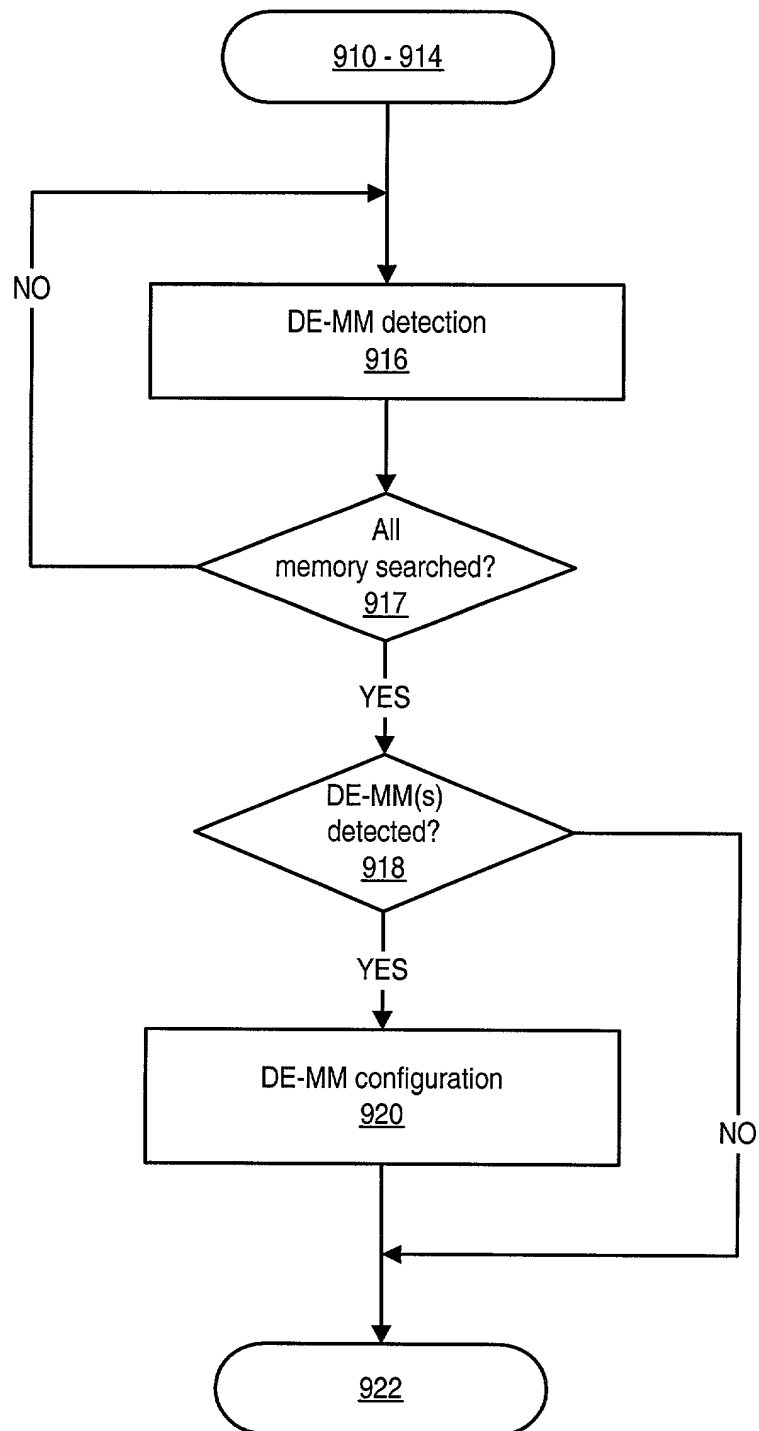 910 - 914
NO
DE-MM detection
916
All
memory searched?
917
YES
DE-MM(s)
detected?
918
YES
DE-MM configuration
920
NO
922